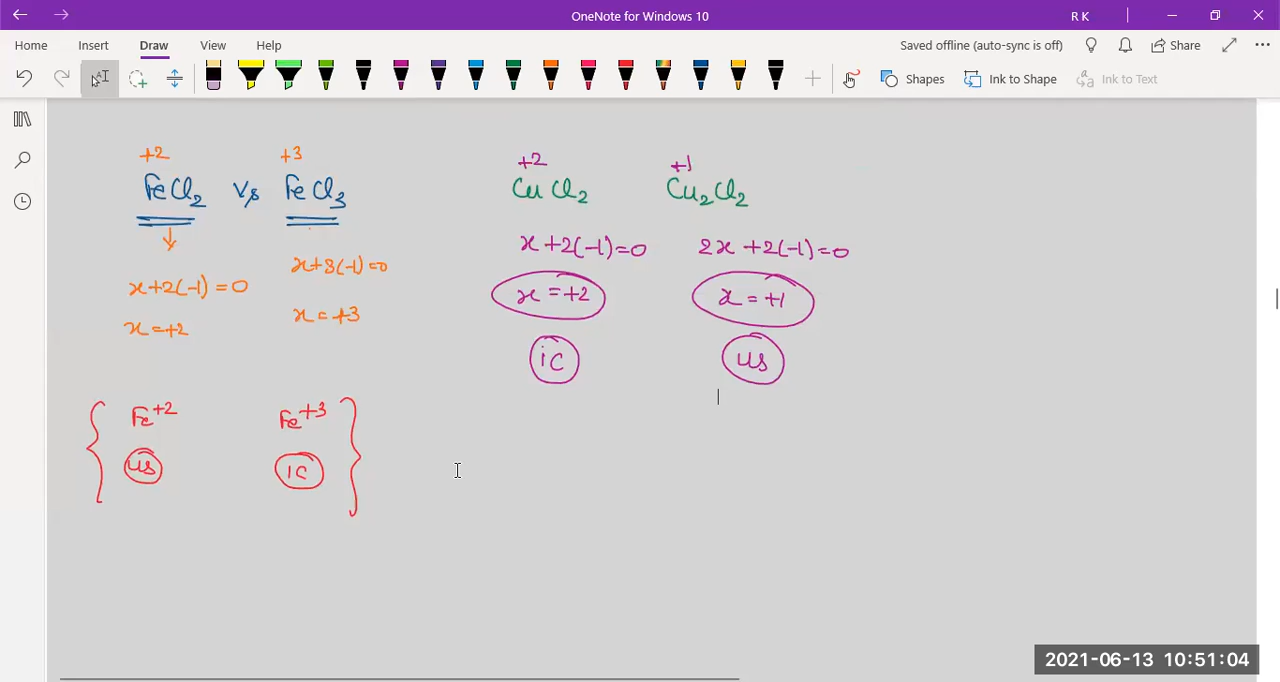 OneNote for Windows 10
R K
Home Insert Draw View Help
Saved offline (auto-sync is off) Share
Shapes Ink to Shape Ink to Text
+2 +3
FeCl2 V/s FeCl3
x+2(-1)=0
x=+2
x+3(-1)=0
x=+3
Fe+2 Fe+3
us ic
+2 +1
CuCl2 Cu2Cl2
x+2(-1)=0 2x+2(-1)=0
x=+2 x=+1
ic us
2021-06-13 10:51:04